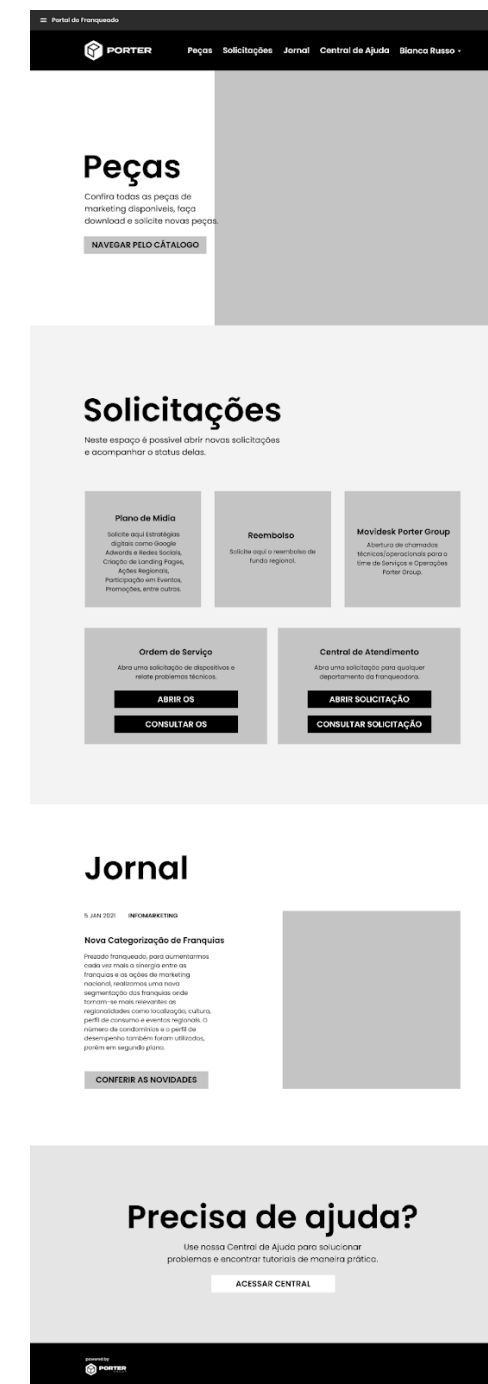 Portal do Franqueado
PORTER
Peças Solicitações Jornal Central de Ajuda Bianca Russo
Peças
Confira todas as peças de
marketing disponíveis, faça
download e solicite novas peças.
NAVEGAR PELO CÁTALOGO
Solicitações
Neste espaço é possível abrir novas solicitações
e acompanhar o status delas.
Plano de Mídia
Solicite aqui Estratégias
digitais como Google
Adwords e Redes Sociais,
Criação de Landing Pages,
Ações Regionais,
Participação em Eventos,
Promoções, entre outros.
Reembolso
Solicite aqui o reembolso de
fundo regional.
Movidesk Porter Group
Abertura de chamados
técnicos/operacionais para o
time de Serviços e Operações
Porter Group.
Ordem de Serviço
Abra uma solicitação de dispositivos e
relate problemas técnicos.
ABRIR OS
CONSULTAR OS
Central de Atendimento
Abra uma solicitação para qualquer
departamento da franqueadora.
ABRIR SOLICITAÇÃO
CONSULTAR SOLICITAÇÃO
Jornal
5 JAN 2021 INFOMARKETING
Nova Categorização de Franquias
Prezado franqueado, para aumentarmos
cada vez mais a sinergia entre as
franquias e as ações de marketing
nacional, realizamos uma nova
segmentação das franquias onde
tornam-se mais relevantes as
regionalidades como localização, cultura,
perfil de consumo e eventos regionais. O
número de condomínios e o perfil de
desempenho também foram utilizados,
porém em segundo plano.
CONFERIR AS NOVIDADES
Precisa de ajuda?
Use nossa Central de Ajuda para solucionar
problemas e encontrar tutoriais de maneira prática.
ACESSAR CENTRAL
powered by
PORTER